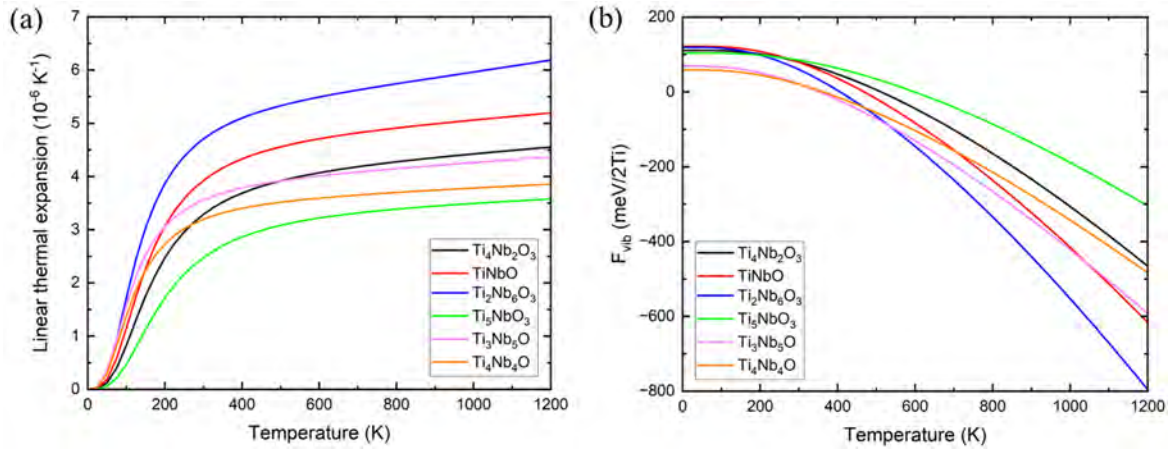 (a)
Linear thermal expansion (10⁻⁶ K⁻¹)
7
6
5
4
3
2
1
0
0 200 400 600 800 1000 1200
Temperature (K)
Ti₄Nb₂O₃
TiNbO
Ti₂Nb₆O₃
Ti₅NbO₃
Ti₃Nb₅O
Ti₄Nb₄O
(b)
F_vib (meV/2Ti)
200
0
−200
−400
−600
−800
0 200 400 600 800 1000 1200
Temperature (K)
Ti₄Nb₂O₃
TiNbO
Ti₂Nb₆O₃
Ti₅NbO₃
Ti₃Nb₅O
Ti₄Nb₄O